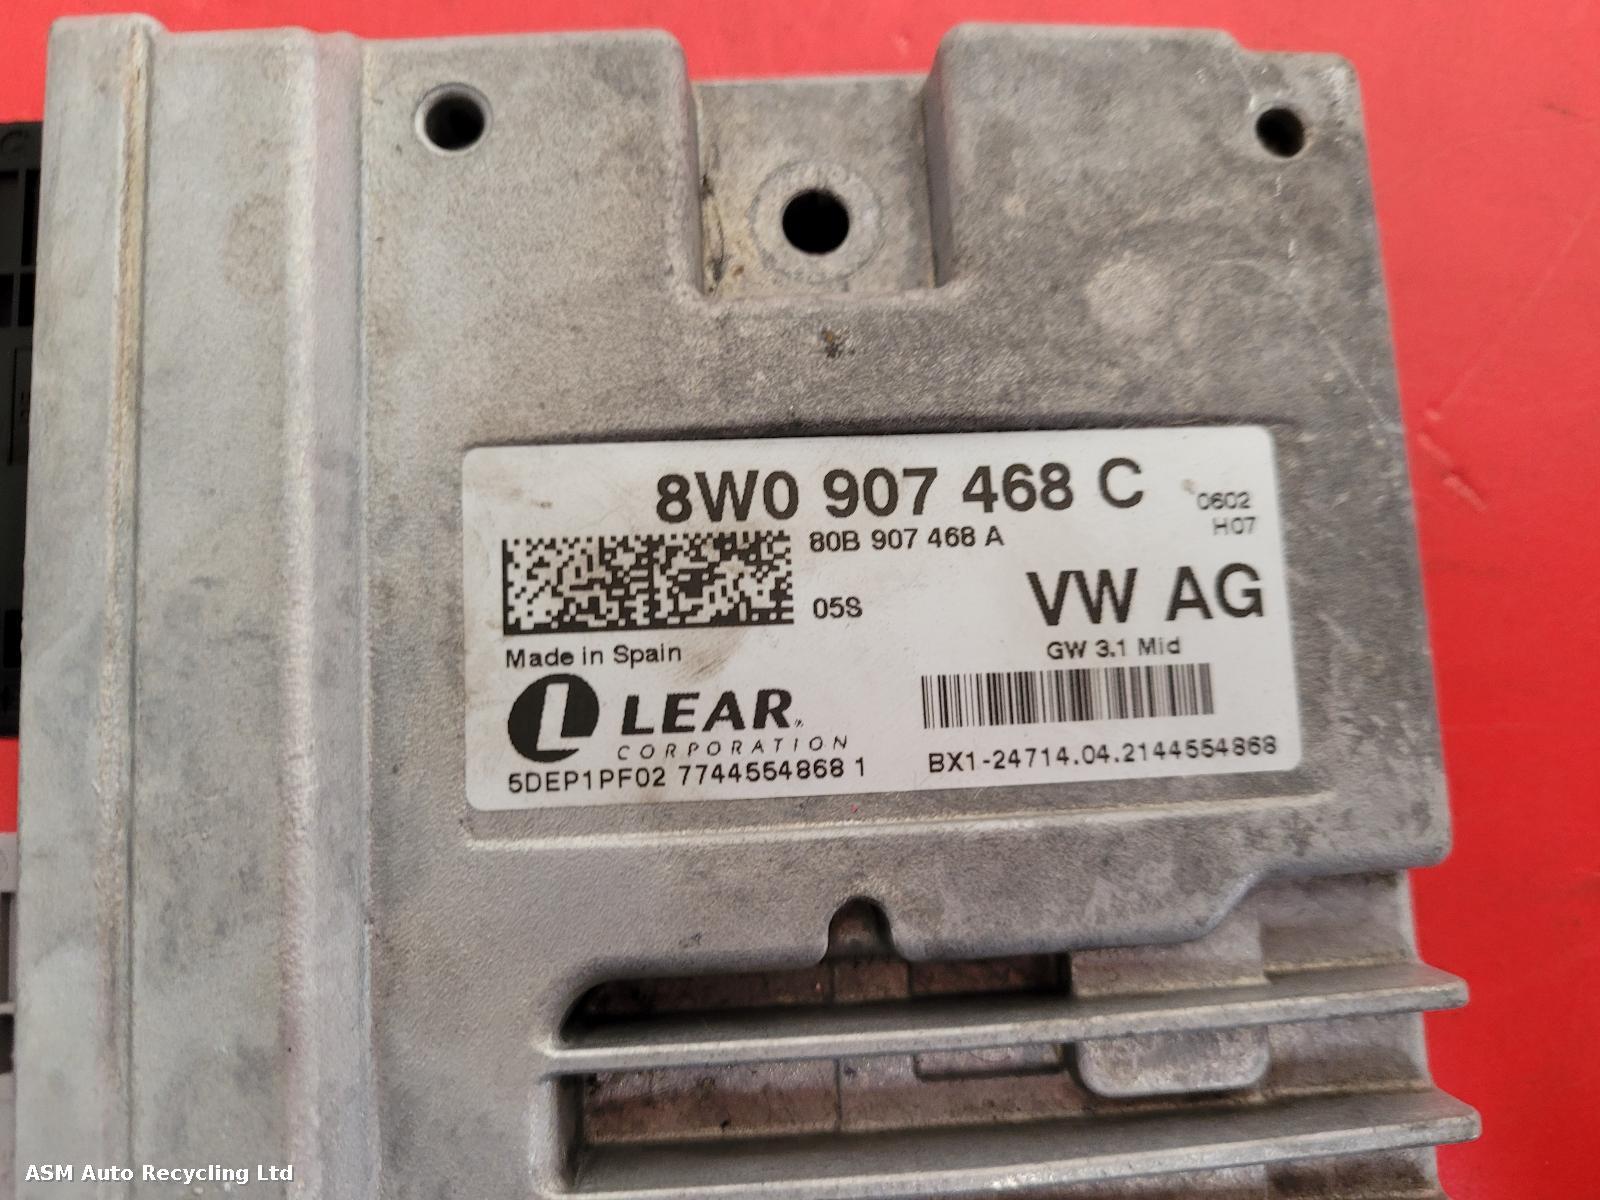 8W0 907 468 C
0602
H07
80B 907 468 A
05S
VW AG
GW 3.1 Mid
Made in Spain
LEAR
CORPORATION
5DEP1PF02 7744554868 1
BX1-24714.04.2144554868
ASM Auto Recycling Ltd